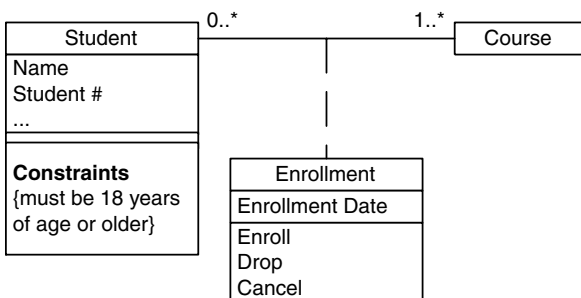 0..*
1..*
Student
Course
Name
Student #
...
Constraints
{must be 18 years
of age or older}
Enrollment
Enrollment Date
Enroll
Drop
Cancel